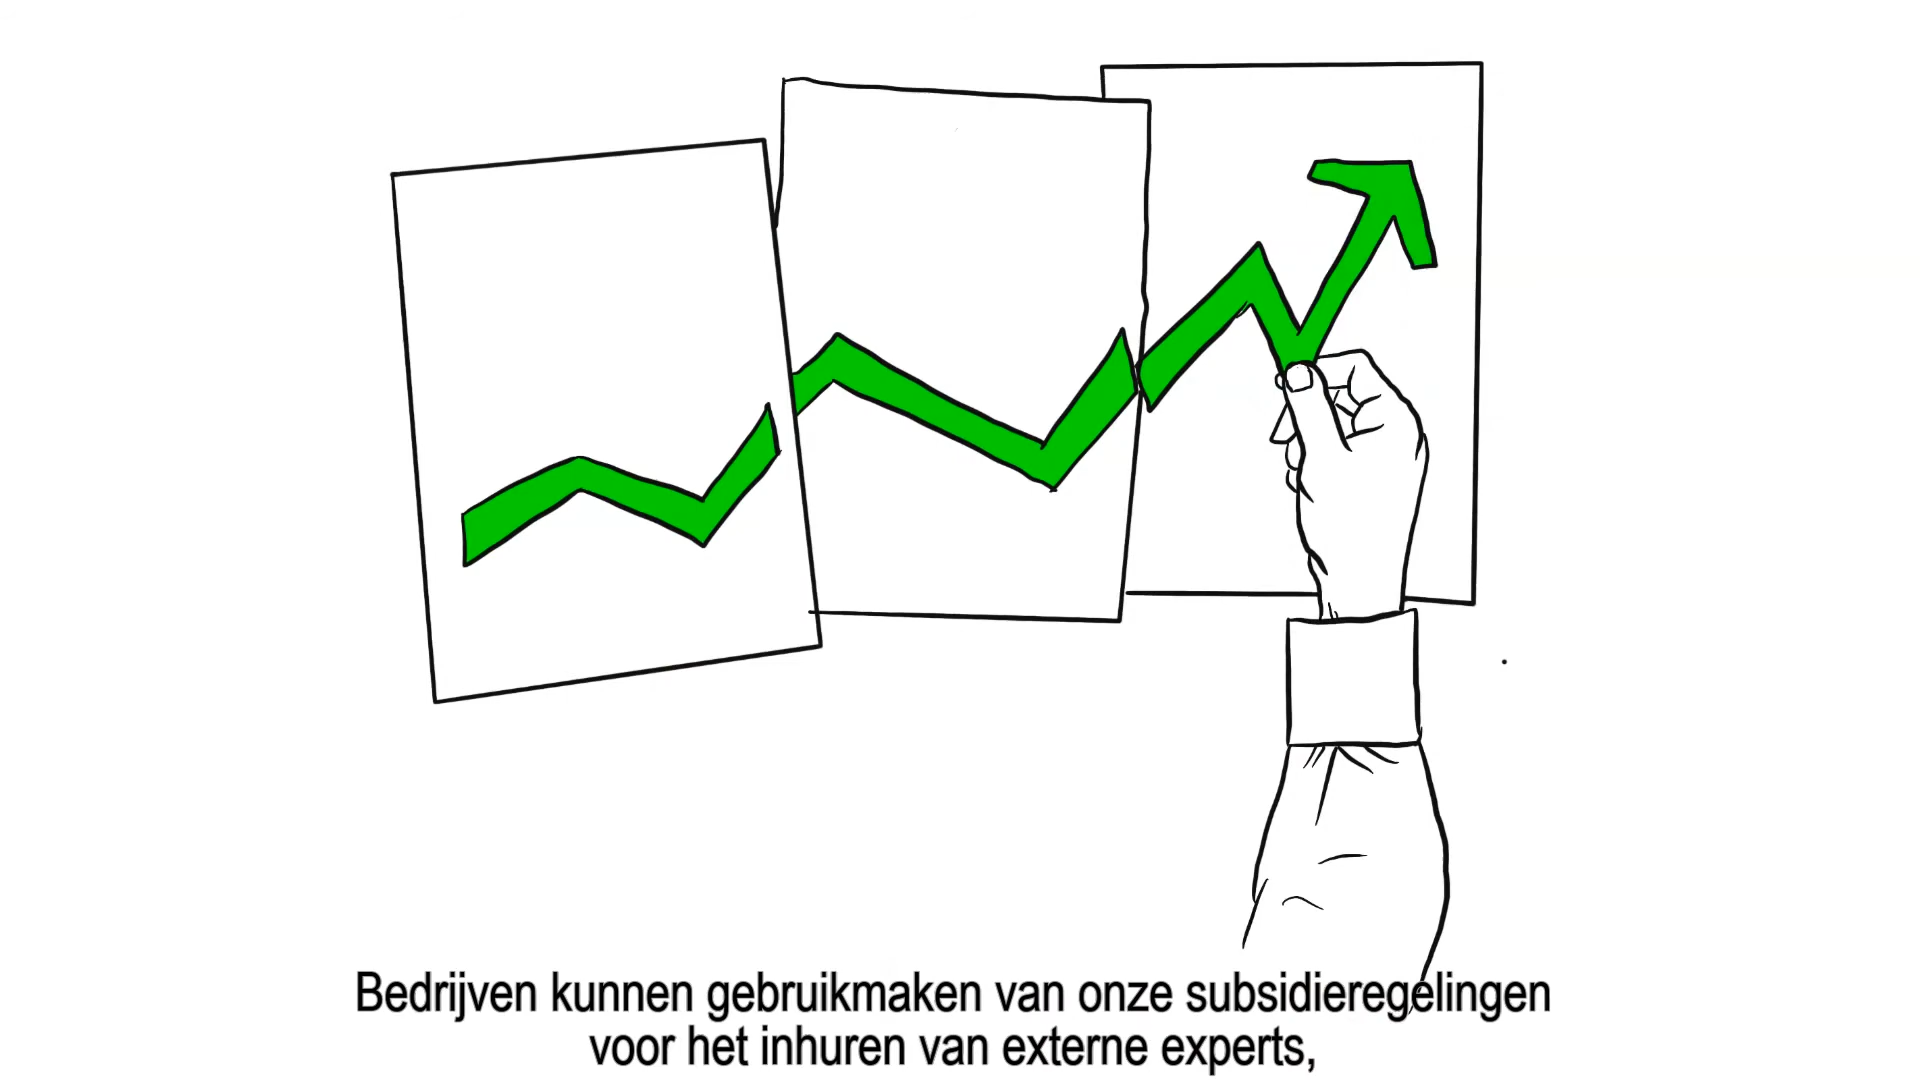 Bedrijven kunnen gebruikmaken van onze subsidieregelingen
voor het inhuren van externe experts,